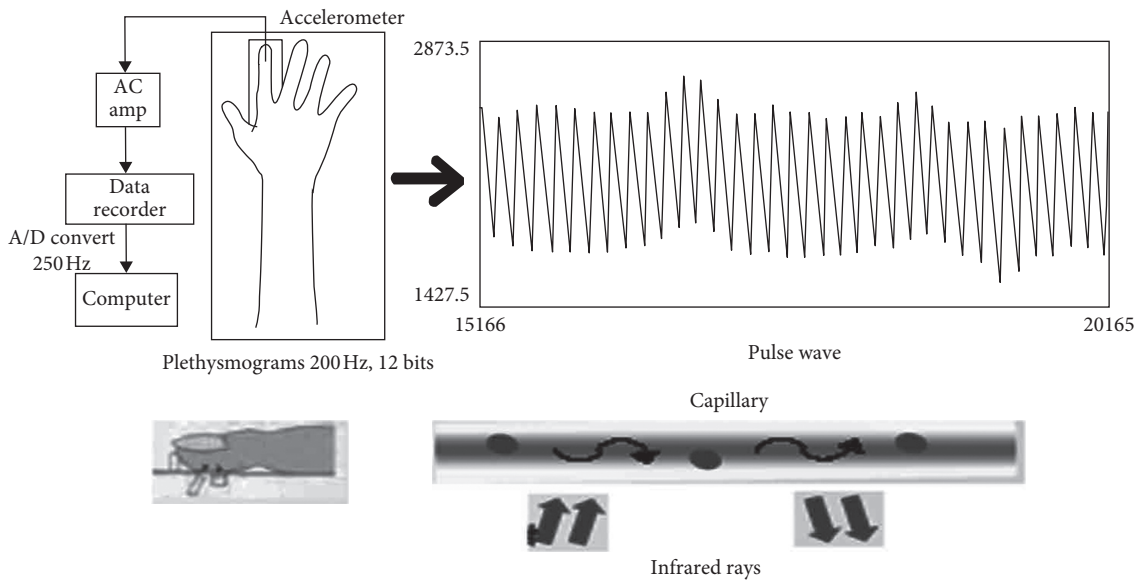 Accelerometer
AC
amp
Data
recorder
A/D convert
250 Hz
Computer
Plethysmograms 200 Hz, 12 bits
2873.5
1427.5
15166
20165
Pulse wave
Capillary
Infrared rays